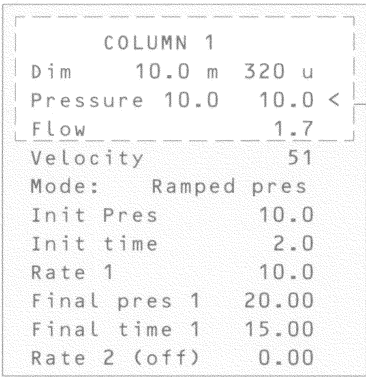 COLUMN 1
Dim 10.0 m 320 u
Pressure 10.0 10.0 <
Flow 1.7
Velocity 51
Mode: Ramped pres
Init Pres 10.0
Init time 2.0
Rate 1 10.0
Final pres 1 20.00
Final time 1 15.00
Rate 2 (off) 0.00